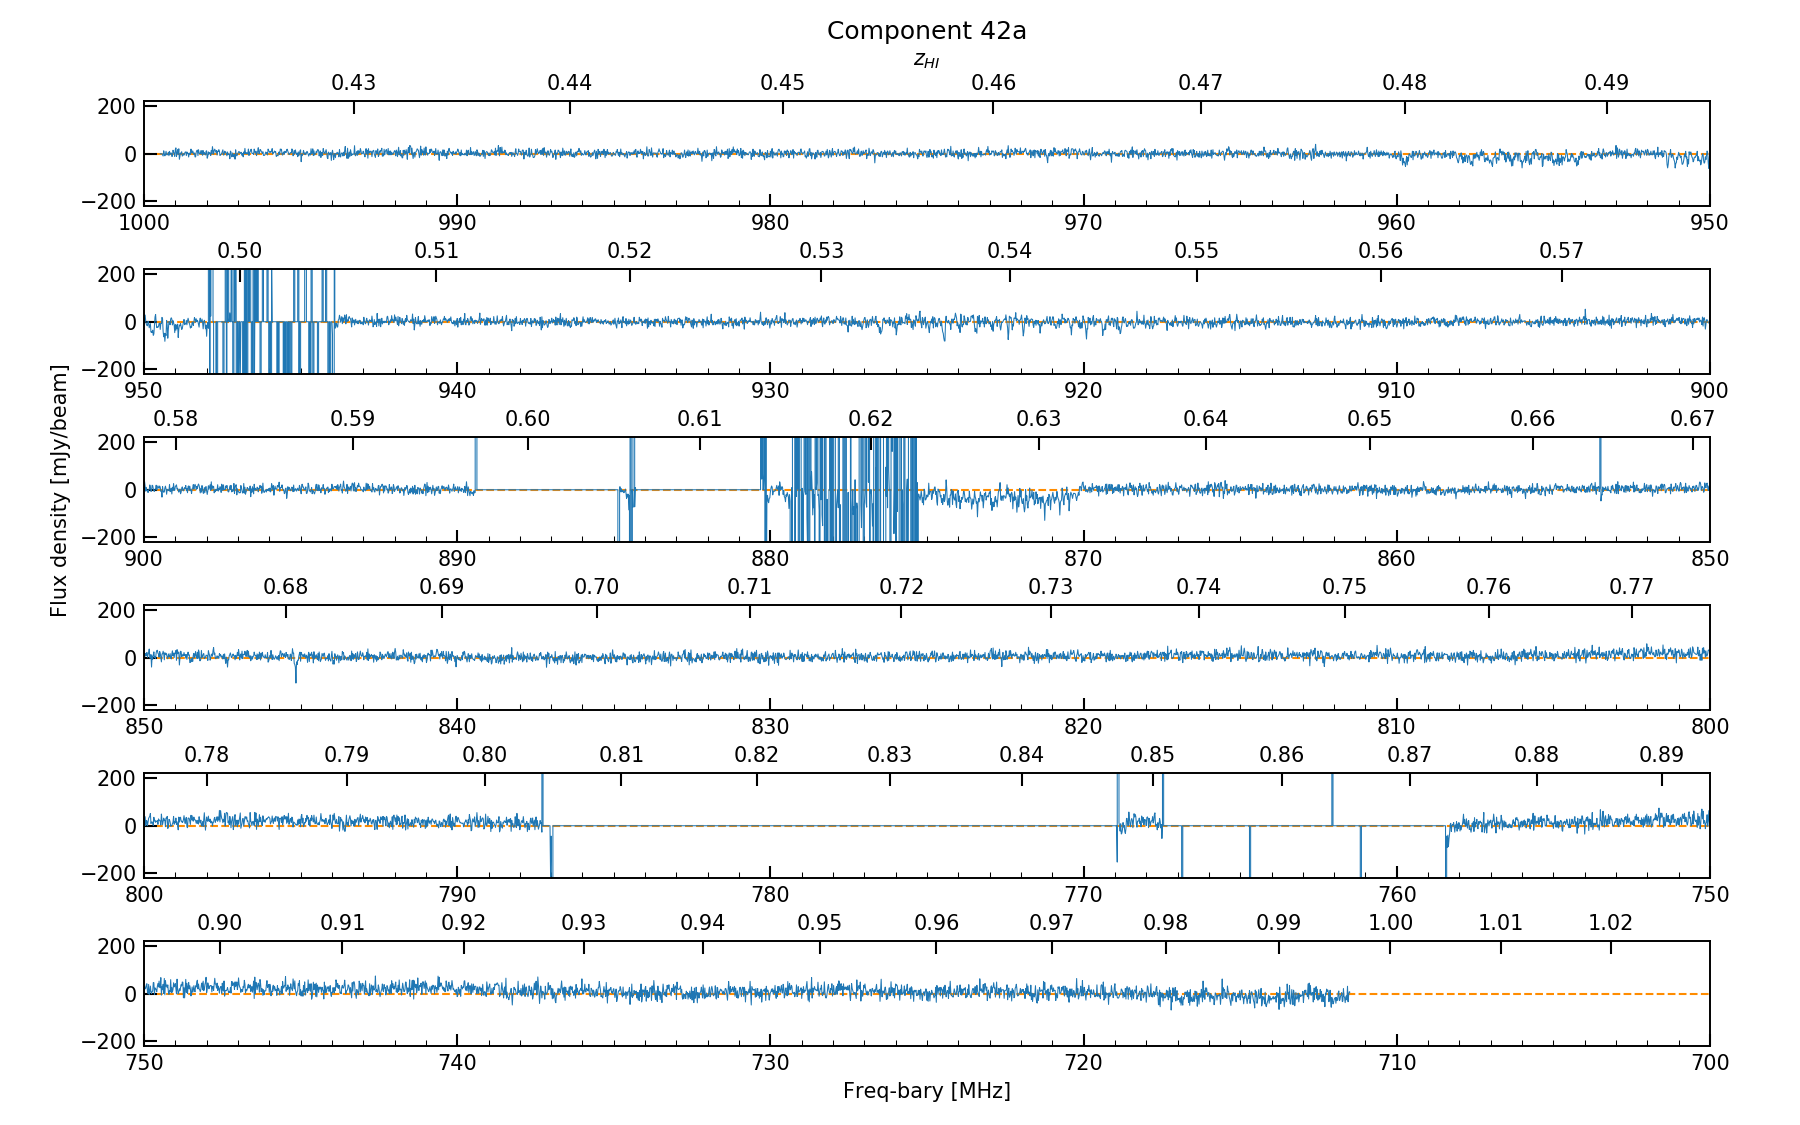 Component 42a
z_HI
0.43 0.44 0.45 0.46 0.47 0.48 0.49
200
0
−200
1000 990 980 970 960 950
0.50 0.51 0.52 0.53 0.54 0.55 0.56 0.57
200
0
−200
950 940 930 920 910 900
0.58 0.59 0.60 0.61 0.62 0.63 0.64 0.65 0.66 0.67
200
0
−200
900 890 880 870 860 850
Flux density [mJy/beam]
0.68 0.69 0.70 0.71 0.72 0.73 0.74 0.75 0.76 0.77
200
0
−200
850 840 830 820 810 800
0.78 0.79 0.80 0.81 0.82 0.83 0.84 0.85 0.86 0.87 0.88 0.89
200
0
−200
800 790 780 770 760 750
0.90 0.91 0.92 0.93 0.94 0.95 0.96 0.97 0.98 0.99 1.00 1.01 1.02
200
0
−200
750 740 730 720 710 700
Freq-bary [MHz]